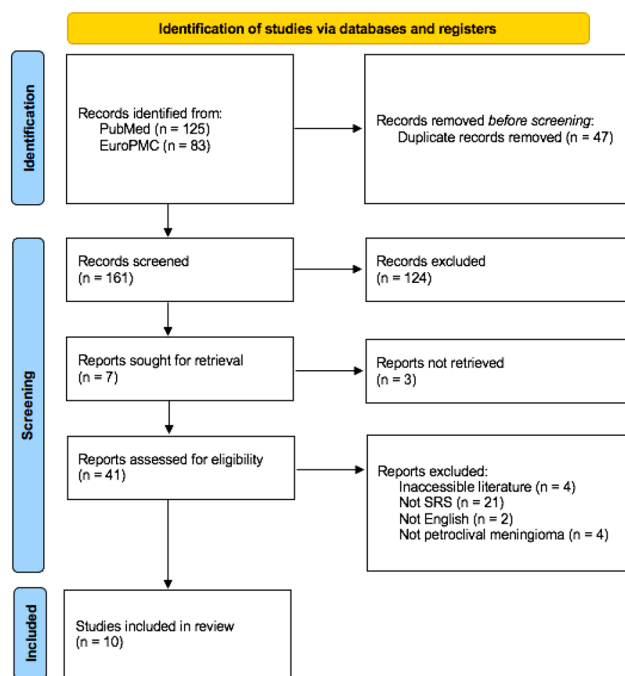 Identification of studies via databases and registers
Identification
Records identified from:
PubMed (n = 125)
EuroPMC (n = 83)
Records removed before screening:
Duplicate records removed (n = 47)
Screening
Records screened
(n = 161)
Records excluded
(n = 124)
Reports sought for retrieval
(n = 7)
Reports not retrieved
(n = 3)
Reports assessed for eligibility
(n = 41)
Reports excluded:
Inaccessible literature (n = 4)
Not SRS (n = 21)
Not English (n = 2)
Not petroclival meningioma (n = 4)
Included
Studies included in review
(n = 10)